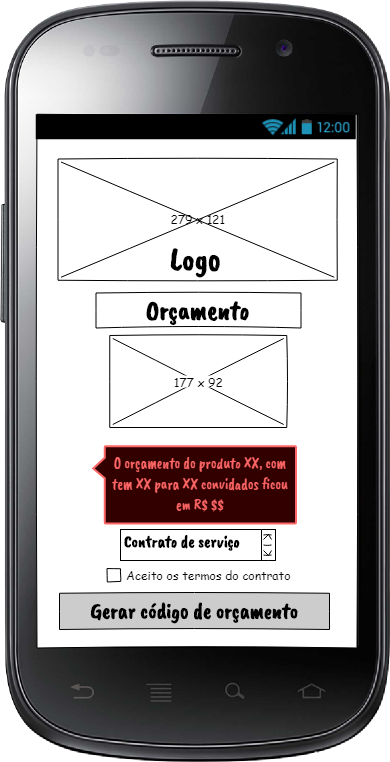 12:00
279 x 121
Logo
Orçamento
177 x 92
O orçamento do produto XX, com
tem XX para XX convidados ficou
em R$ $$
Contrato de serviço
Aceito os termos do contrato
Gerar código de orçamento